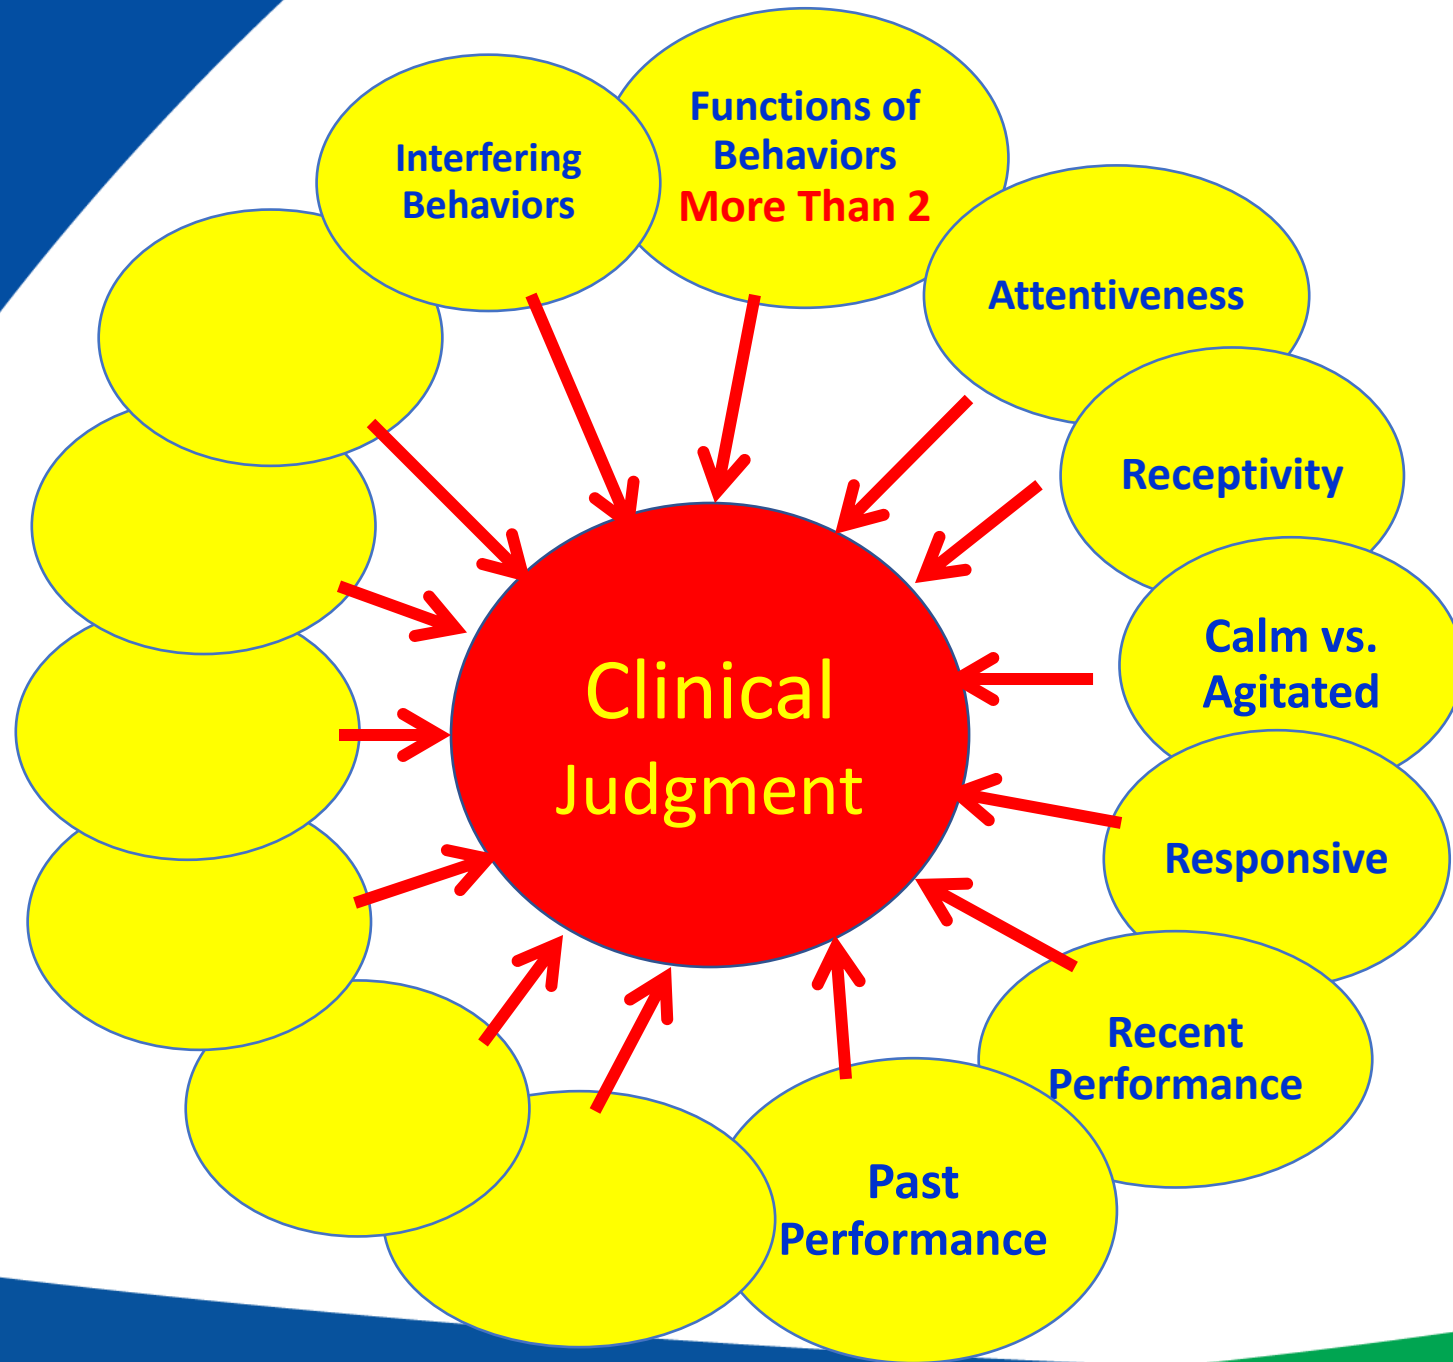 Interfering
Behaviors
Functions of
Behaviors
More Than 2
Attentiveness
Receptivity
Calm vs.
Agitated
Responsive
Recent
Performance
Past
Performance
Clinical
Judgment